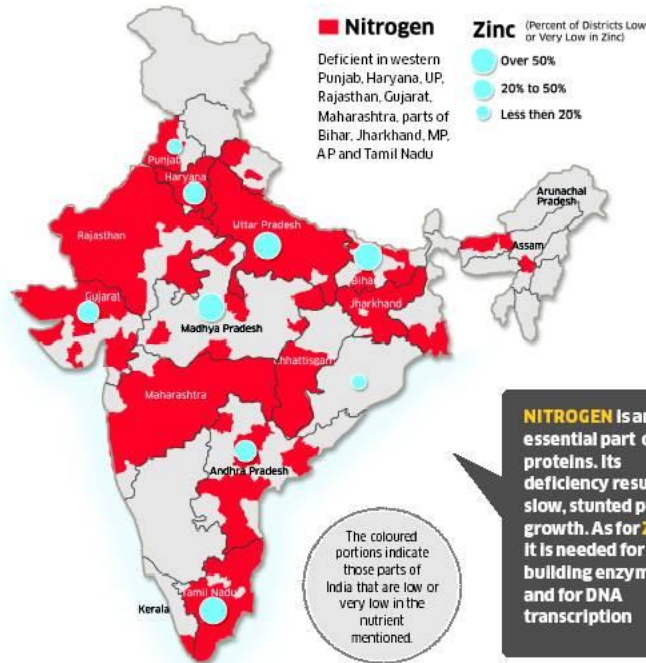 Nitrogen
Deficient in western
Punjab, Haryana, UP,
Rajasthan, Gujarat,
Maharashtra, parts of
Bihar, Jharkhand, MP,
AP and Tamil Nadu
Zinc (Percent of Districts Low
or Very Low in Zinc)
Over 50%
20% to 50%
Less then 20%
Punjab
Haryana
Rajasthan
Uttar Pradesh
Arunachal
Pradesh
Assam
Bihar
Gujarat
Jharkhand
Madhya Pradesh
Chhattisgarh
Maharashtra
Andhra Pradesh
Tamil Nadu
Kerala
The coloured
portions indicate
those parts of
India that are low or
very low in the
nutrient
mentioned.
NITROGEN is
essential part
proteins. Its
deficiency
slow, stunted
growth. As for
it is needed for
building
and for DNA
transcription